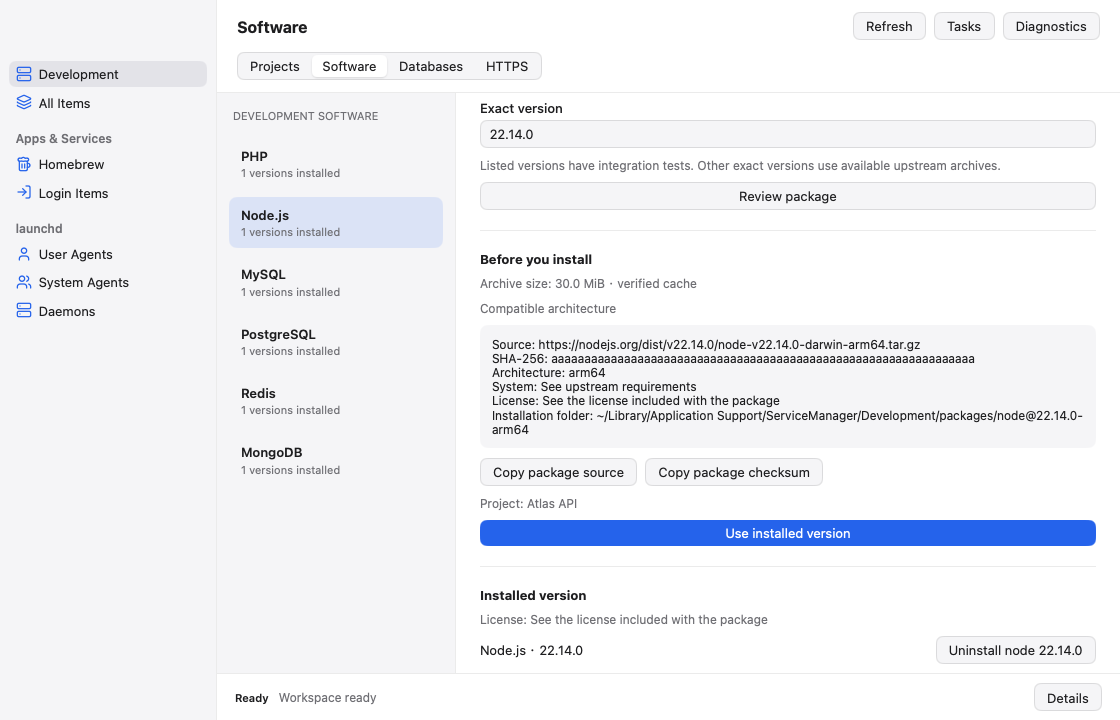 Software
Refresh
Tasks
Diagnostics
Projects
Software
Databases
HTTPS
Development
All Items
Apps & Services
Homebrew
Login Items
launchd
User Agents
System Agents
Daemons
DEVELOPMENT SOFTWARE
PHP
1 versions installed
Node.js
1 versions installed
MySQL
1 versions installed
PostgreSQL
1 versions installed
Redis
1 versions installed
MongoDB
1 versions installed
Exact version
22.14.0
Listed versions have integration tests. Other exact versions use available upstream archives.
Review package
Before you install
Archive size: 30.0 MiB · verified cache
Compatible architecture
Source: https://nodejs.org/dist/v22.14.0/node-v22.14.0-darwin-arm64.tar.gz
SHA-256: aaaaaaaaaaaaaaaaaaaaaaaaaaaaaaaaaaaaaaaaaaaaaaaaaaaaaaaaaaaaaaaa
Architecture: arm64
System: See upstream requirements
License: See the license included with the package
Installation folder: ~/Library/Application Support/ServiceManager/Development/packages/node@22.14.0-
arm64
Copy package source
Copy package checksum
Project: Atlas API
Use installed version
Installed version
License: See the license included with the package
Node.js · 22.14.0
Uninstall node 22.14.0
Ready
Workspace ready
Details